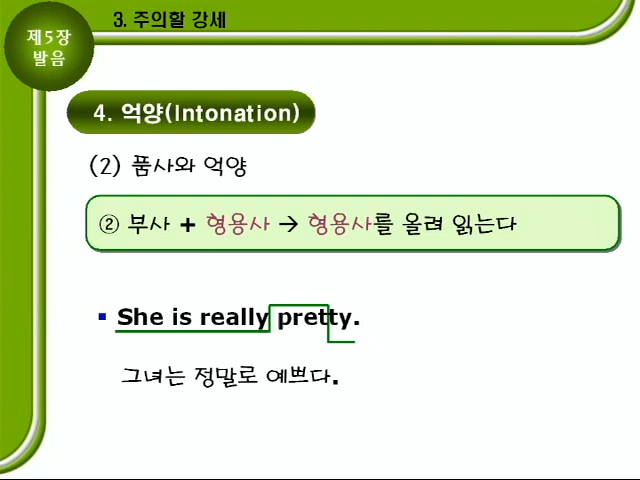 제5장
발음
3. 주의할 강세
4. 억양(Intonation)
(2) 품사와 억양
② 부사 + 형용사 → 형용사를 올려 읽는다
▪ She is really pretty.
그녀는 정말로 예쁘다.